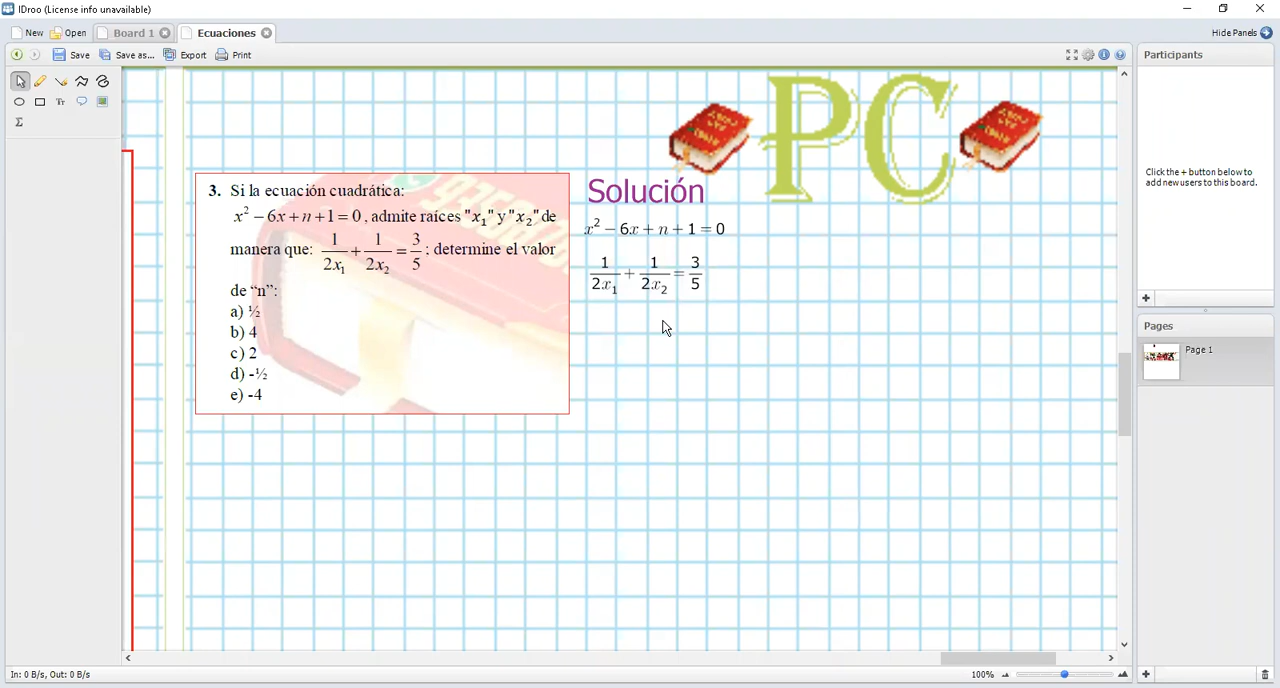 IDroo (License info unavailable)
New Open Board 1 Ecuaciones Hide Panels
Save Save as... Export Print
Tr
Σ
PC
Participants
Click the + button below to
add new users to this board.
3. Si la ecuación cuadrática:
x² − 6x + n + 1 = 0, admite raíces "x₁" y "x₂" de
manera que: 1/(2x₁) + 1/(2x₂) = 3/5; determine el valor
de “n”:
a) ½
b) 4
c) 2
d) -½
e) -4
Solución
x² − 6x + n + 1 = 0
1/(2x₁) + 1/(2x₂) = 3/5
Pages
Page 1
In: 0 B/s, Out: 0 B/s
100%